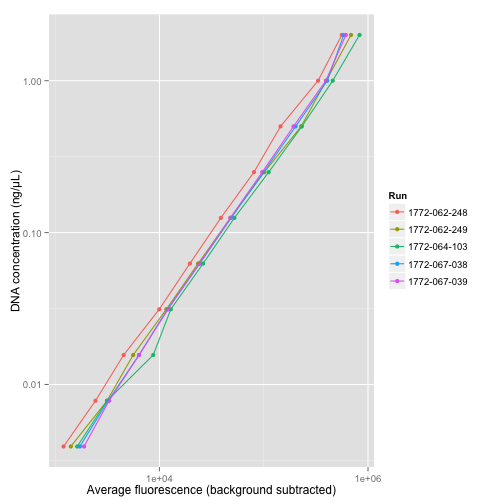 DNA concentration (ng/µL)
1.00
0.10
0.01
1e+04
1e+06
Average fluorescence (background subtracted)
Run
1772-062-248
1772-062-249
1772-064-103
1772-067-038
1772-067-039